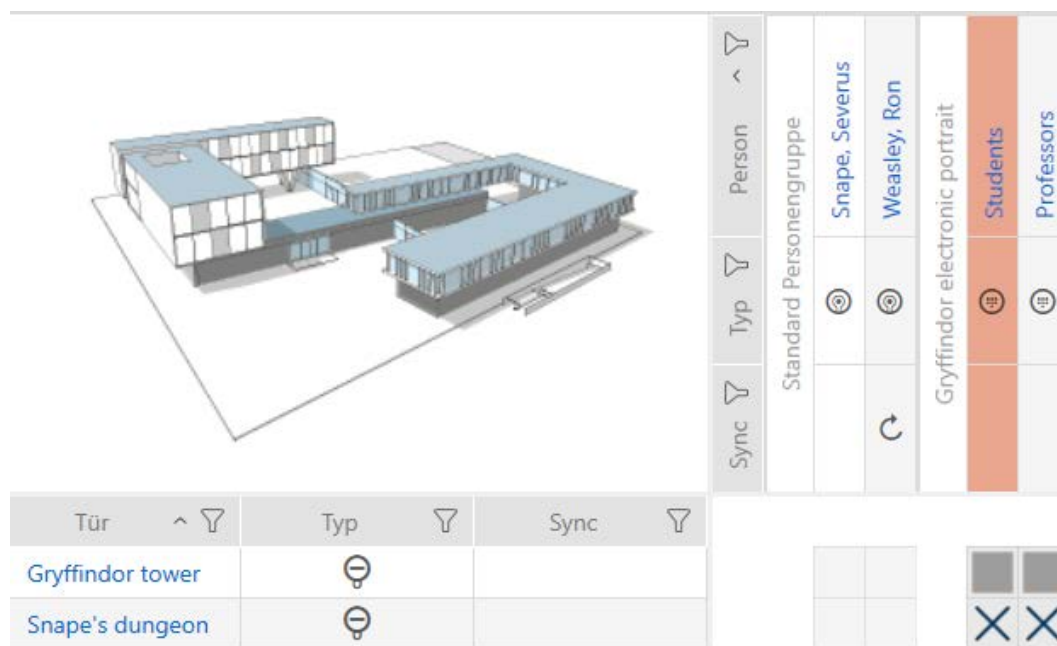 Person
Typ
Sync
Standard Personengruppe
Snape, Severus
Weasley, Ron
Gryffindor electronic portrait
Students
Professors
Tür Typ Sync
Gryffindor tower
Snape's dungeon